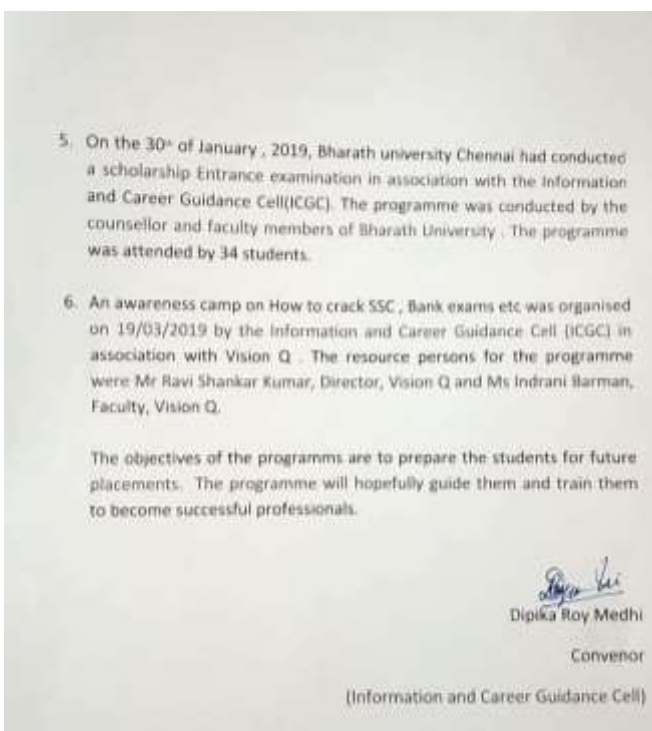 5. On the 30ᵗʰ of January , 2019, Bharath university Chennai had conducted
a scholarship Entrance examination in association with the Information
and Career Guidance Cell(ICGC). The programme was conducted by the
counsellor and faculty members of Bharath University . The programme
was attended by 34 students.
6. An awareness camp on How to crack SSC , Bank exams etc was organised
on 19/03/2019 by the Information and Career Guidance Cell (ICGC) in
association with Vision Q . The resource persons for the programme
were Mr Ravi Shankar Kumar, Director, Vision Q and Ms Indrani Barman,
Faculty, Vision Q.
The objectives of the programms are to prepare the students for future
placements. The programme will hopefully guide them and train them
to become successful professionals.
Dipika Roy Medhi
Convenor
(Information and Career Guidance Cell)